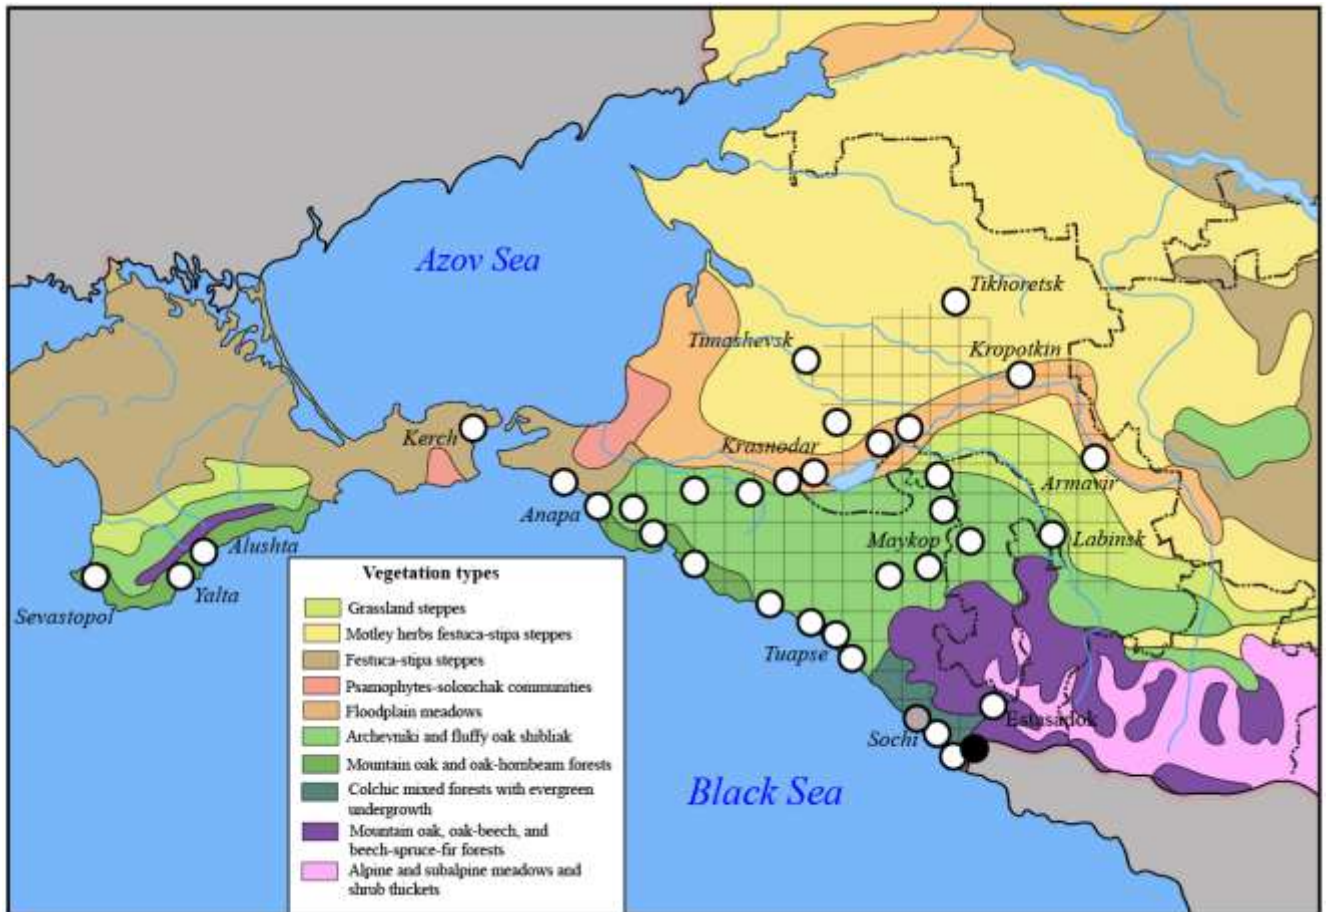 Azov Sea
Tikhoretsk
Timashevsk
Kropotkin
Kerch
Krasnodar
Armavir
Anapa
Maykop
Labinsk
Alushta
Yalta
Sevastopol
Tuapse
Estasadok
Sochi
Black Sea
Vegetation types
Grassland steppes
Motley herbs festuca-stipa steppes
Festuca-stipa steppes
Psamophytes-solonchak communities
Floodplain meadows
Archevniki and fluffy oak shibliak
Mountain oak and oak-hornbeam forests
Colchic mixed forests with evergreen
undergrowth
Mountain oak, oak-beech, and
beech-spruce-fir forests
Alpine and subalpine meadows and
shrub thickets